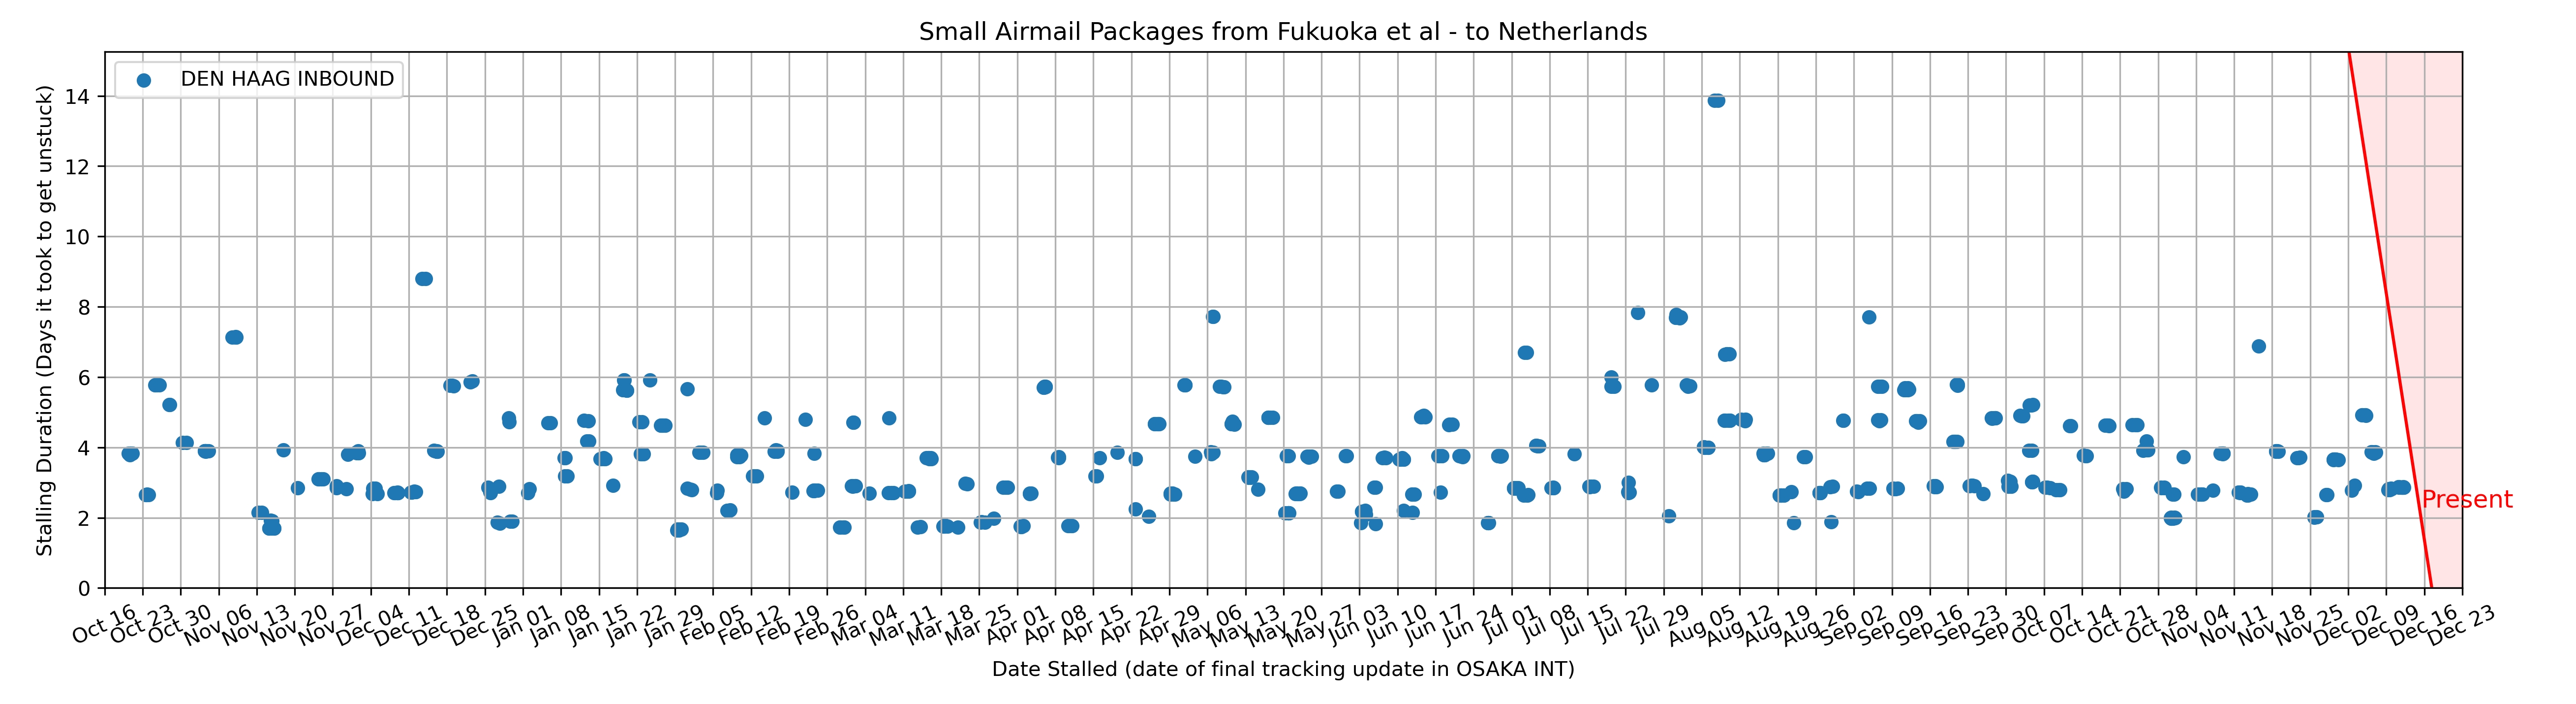 Small Airmail Packages from Fukuoka et al - to Netherlands
DEN HAAG INBOUND
Stalling Duration (Days it took to get unstuck)
14
12
10
8
6
4
2
0
Present
Oct 16 Oct 23 Oct 30 Nov 06 Nov 13 Nov 20 Nov 27 Dec 04 Dec 11 Dec 18 Dec 25 Jan 01 Jan 08 Jan 15 Jan 22 Jan 29 Feb 05 Feb 12 Feb 19 Feb 26 Mar 04 Mar 11 Mar 18 Mar 25 Apr 01 Apr 08 Apr 15 Apr 22 Apr 29 May 06 May 13 May 20 May 27 Jun 03 Jun 10 Jun 17 Jun 24 Jul 01 Jul 08 Jul 15 Jul 22 Jul 29 Aug 05 Aug 12 Aug 19 Aug 26 Sep 02 Sep 09 Sep 16 Sep 23 Sep 30 Oct 07 Oct 14 Oct 21 Oct 28 Nov 04 Nov 11 Nov 18 Nov 25 Dec 02 Dec 09 Dec 16 Dec 23
Date Stalled (date of final tracking update in OSAKA INT)